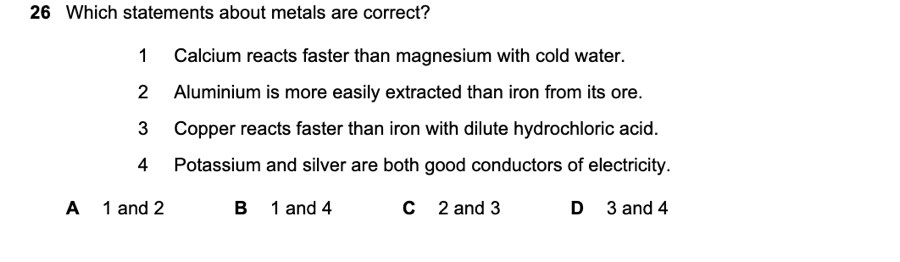 26 Which statements about metals are correct?
1 Calcium reacts faster than magnesium with cold water.
2 Aluminium is more easily extracted than iron from its ore.
3 Copper reacts faster than iron with dilute hydrochloric acid.
4 Potassium and silver are both good conductors of electricity.
A 1 and 2 B 1 and 4 C 2 and 3 D 3 and 4